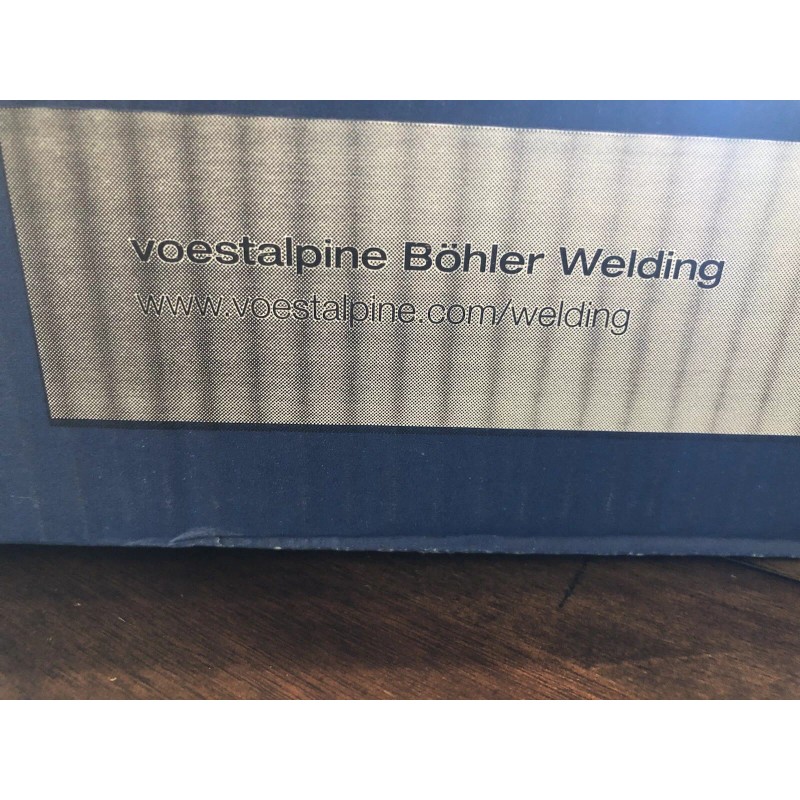 voestalpine Böhler Welding
www.voestalpine.com/welding